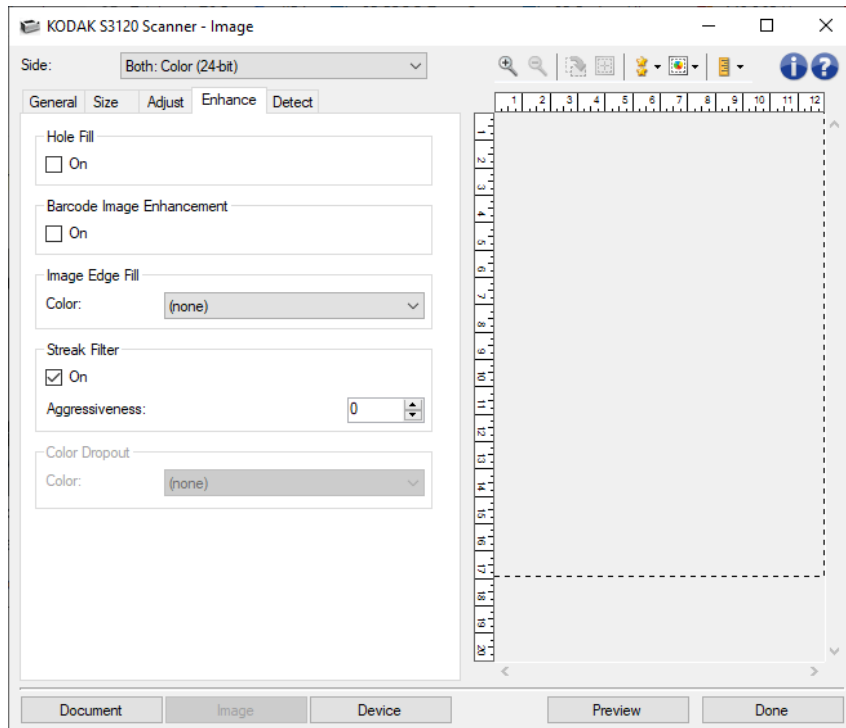 KODAK S3120 Scanner - Image
Side: Both: Color (24-bit)
General Size Adjust Enhance Detect
Hole Fill
On
Barcode Image Enhancement
On
Image Edge Fill
Color: (none)
Streak Filter
On
Aggressiveness: 0
Color Dropout
Color: (none)
1 2 3 4 5 6 7 8 9 10 11 12
1
2
3
4
5
6
7
8
9
10
11
12
13
14
15
16
17
18
19
20
Document Image Device Preview Done